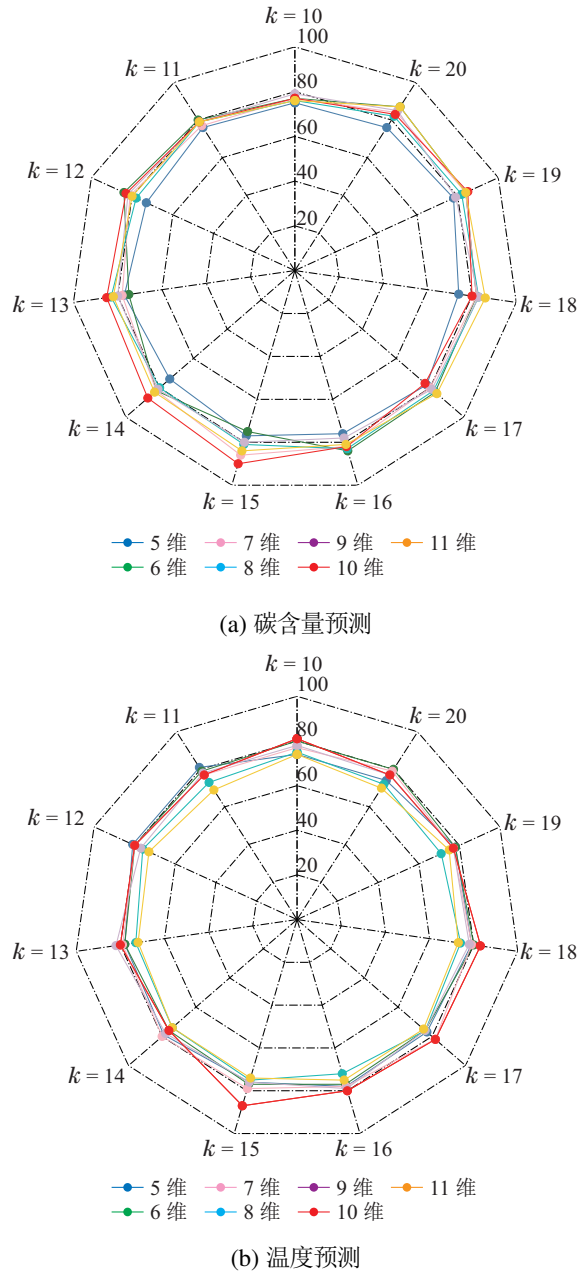 k = 10
100
k = 11
k = 20
80
60
k = 12
k = 19
40
20
k = 13
k = 18
k = 14
k = 17
k = 15
k = 16
5 维 7 维 9 维 11 维
6 维 8 维 10 维
(a) 碳含量预测
k = 10
100
k = 11
k = 20
80
60
k = 12
k = 19
40
20
k = 13
k = 18
k = 14
k = 17
k = 15
k = 16
5 维 7 维 9 维 11 维
6 维 8 维 10 维
(b) 温度预测